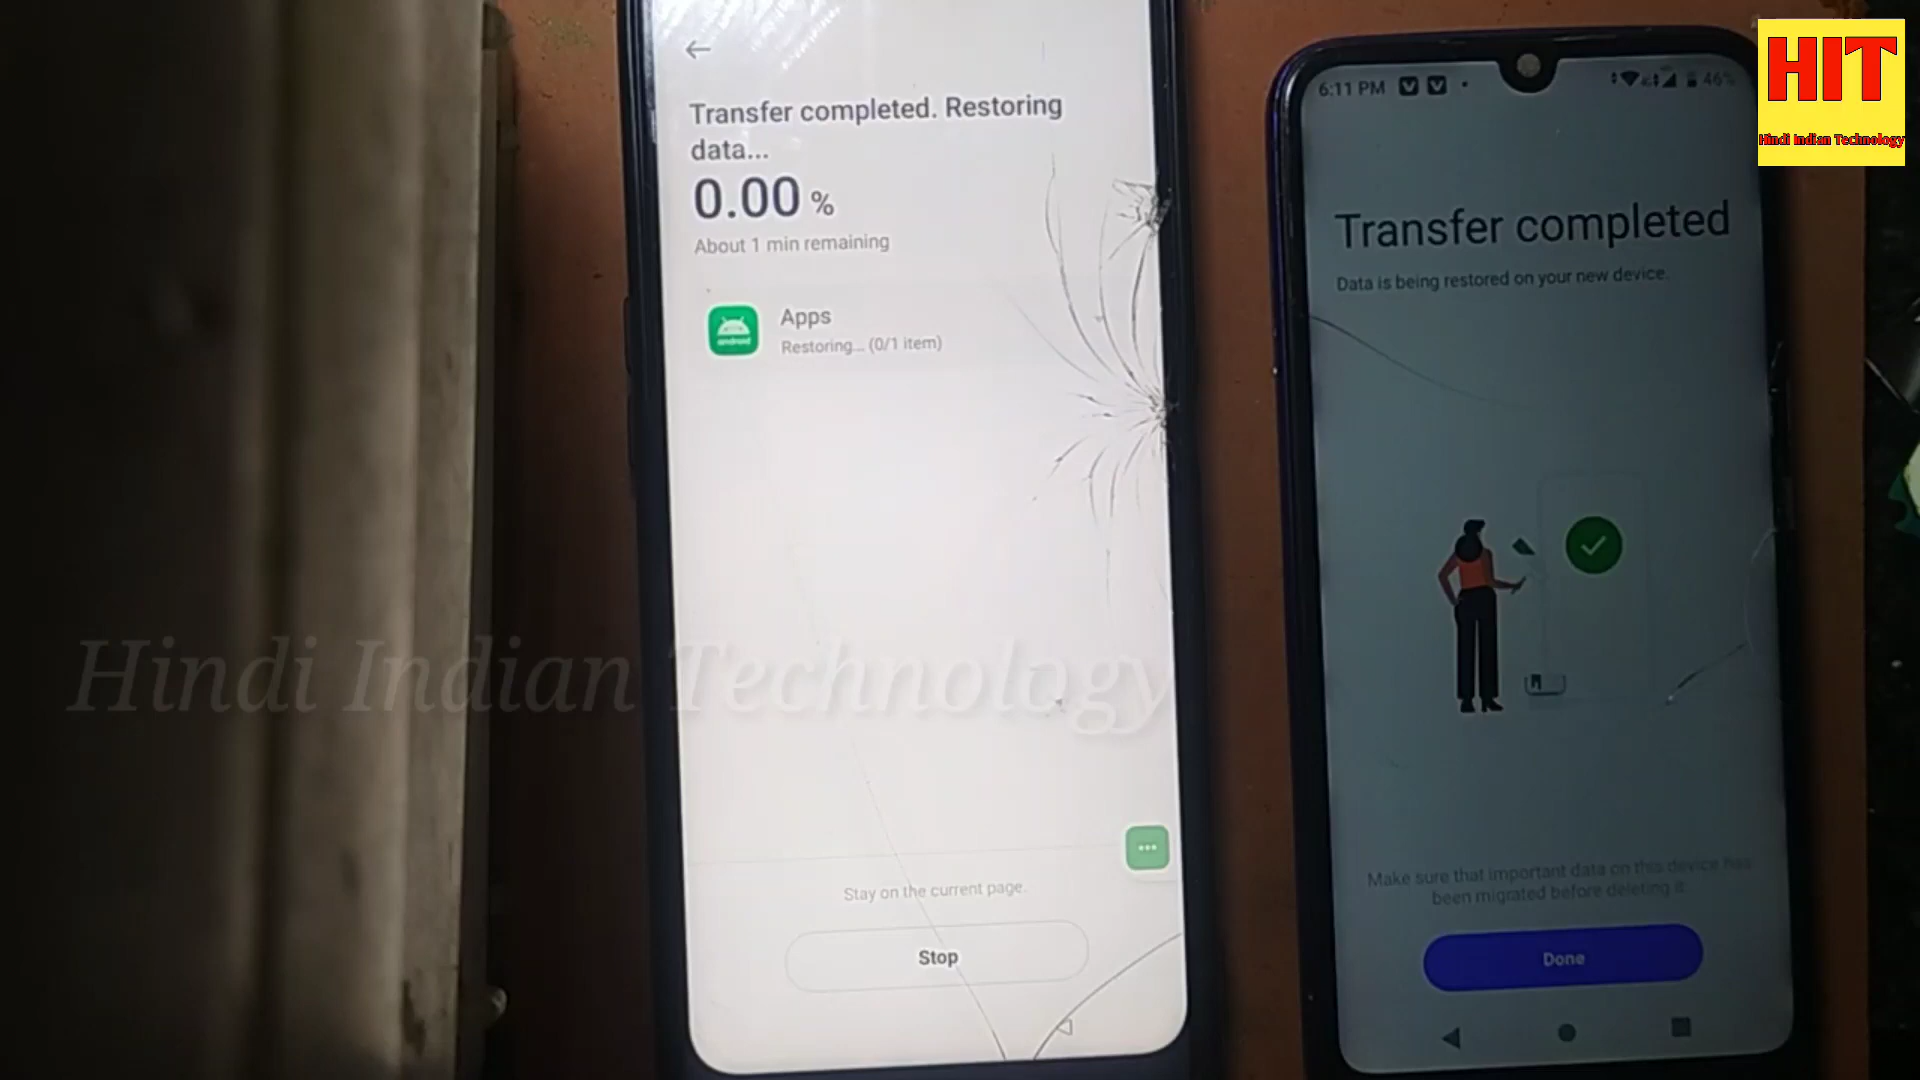 Transfer completed. Restoring
data...
0.00 %
About 1 min remaining
Apps
Restoring... (0/1 item)
android
Stay on the current page.
Stop
6:11 PM
46%
Transfer completed
Data is being restored on your new device.
Make sure that important data on this device has
been migrated before deleting it.
Done
HIT
Hindi Indian Technology
Hindi Indian Technology